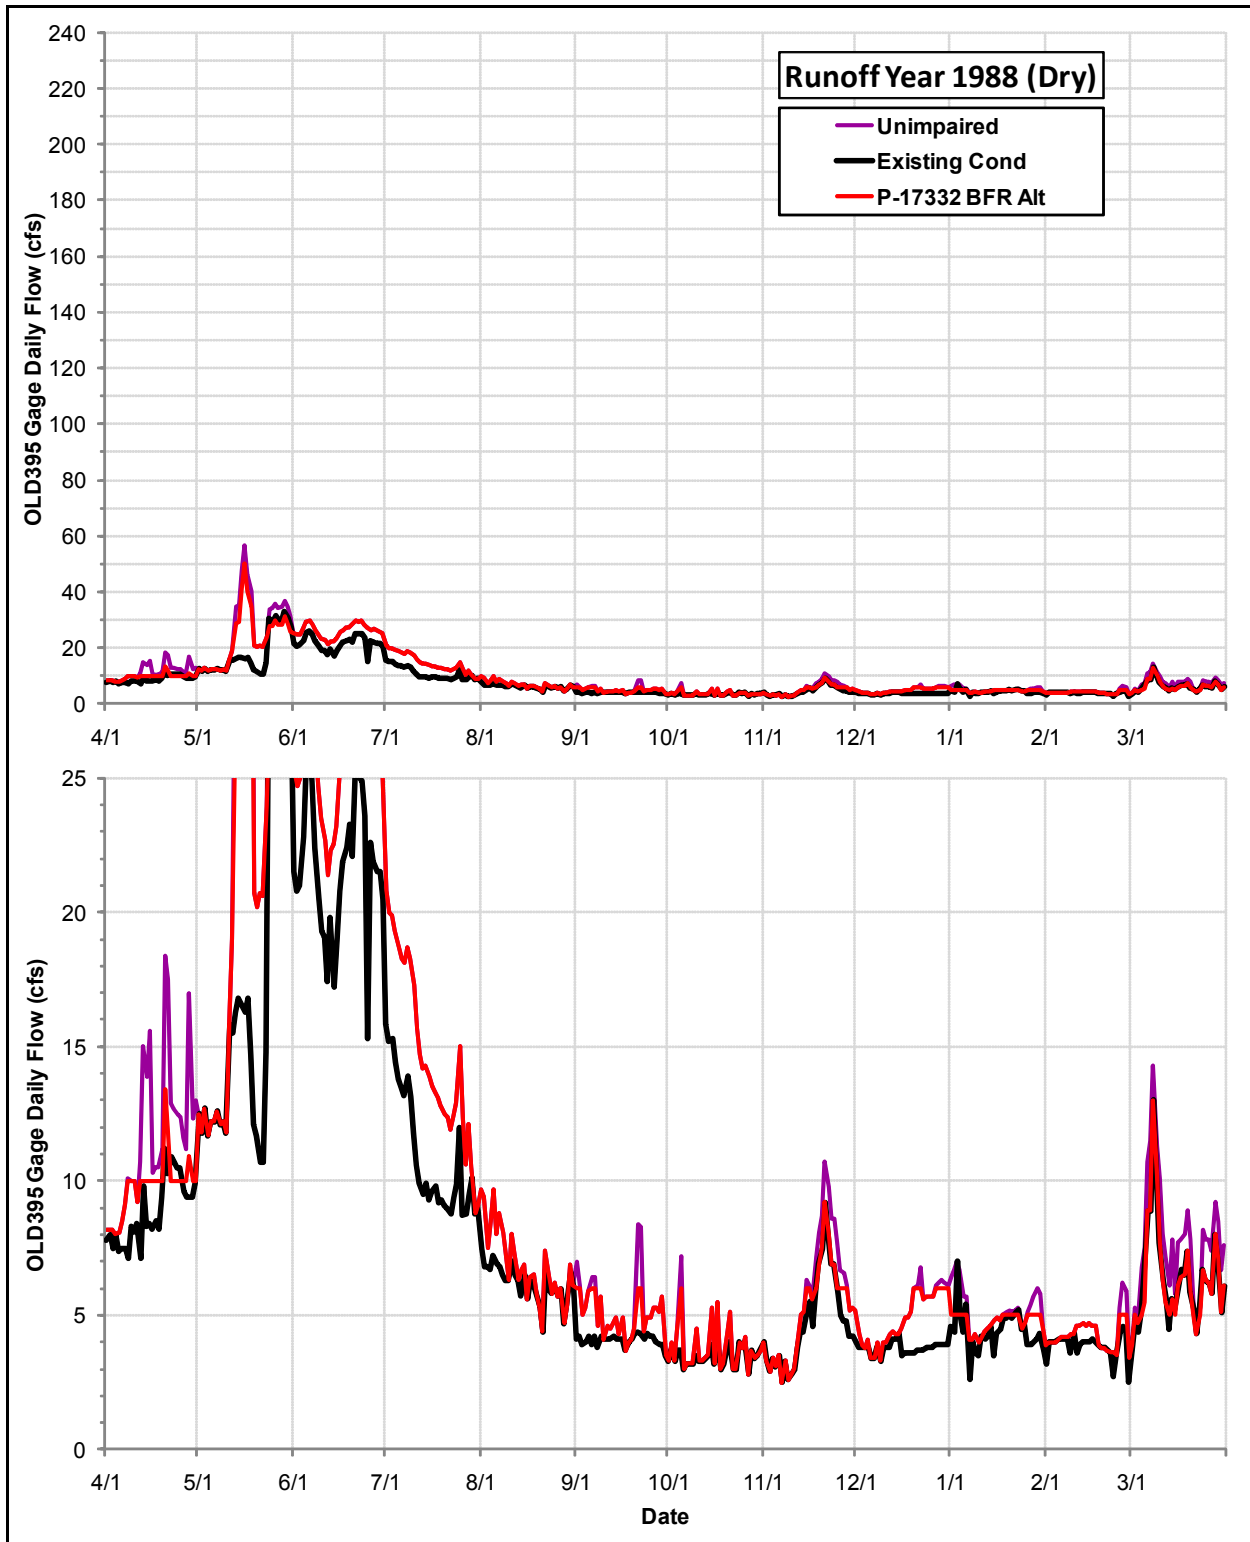 Runoff Year 1988 (Dry)
Unimpaired
Existing Cond
P-17332 BFR Alt
OLD395 Gage Daily Flow (cfs)
240
220
200
180
160
140
120
100
80
60
40
20
0
4/1 5/1 6/1 7/1 8/1 9/1 10/1 11/1 12/1 1/1 2/1 3/1
OLD395 Gage Daily Flow (cfs)
25
20
15
10
5
0
4/1 5/1 6/1 7/1 8/1 9/1 10/1 11/1 12/1 1/1 2/1 3/1
Date